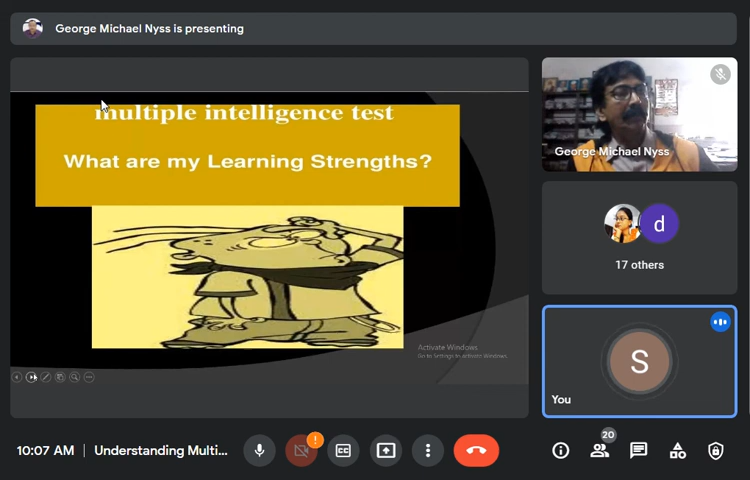 George Michael Nyss is presenting
multiple intelligence test
What are my Learning Strengths?
Activate Windows
Go to Settings to activate Windows.
George Michael Nyss
d
17 others
S
You
10:07 AM | Understanding Multi...
!
20